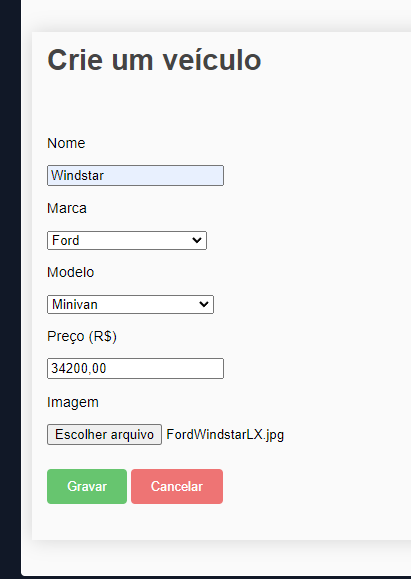 Crie um veículo
Nome
Windstar
Marca
Ford
Modelo
Minivan
Preço (R$)
34200,00
Imagem
Escolher arquivo FordWindstarLX.jpg
Gravar Cancelar